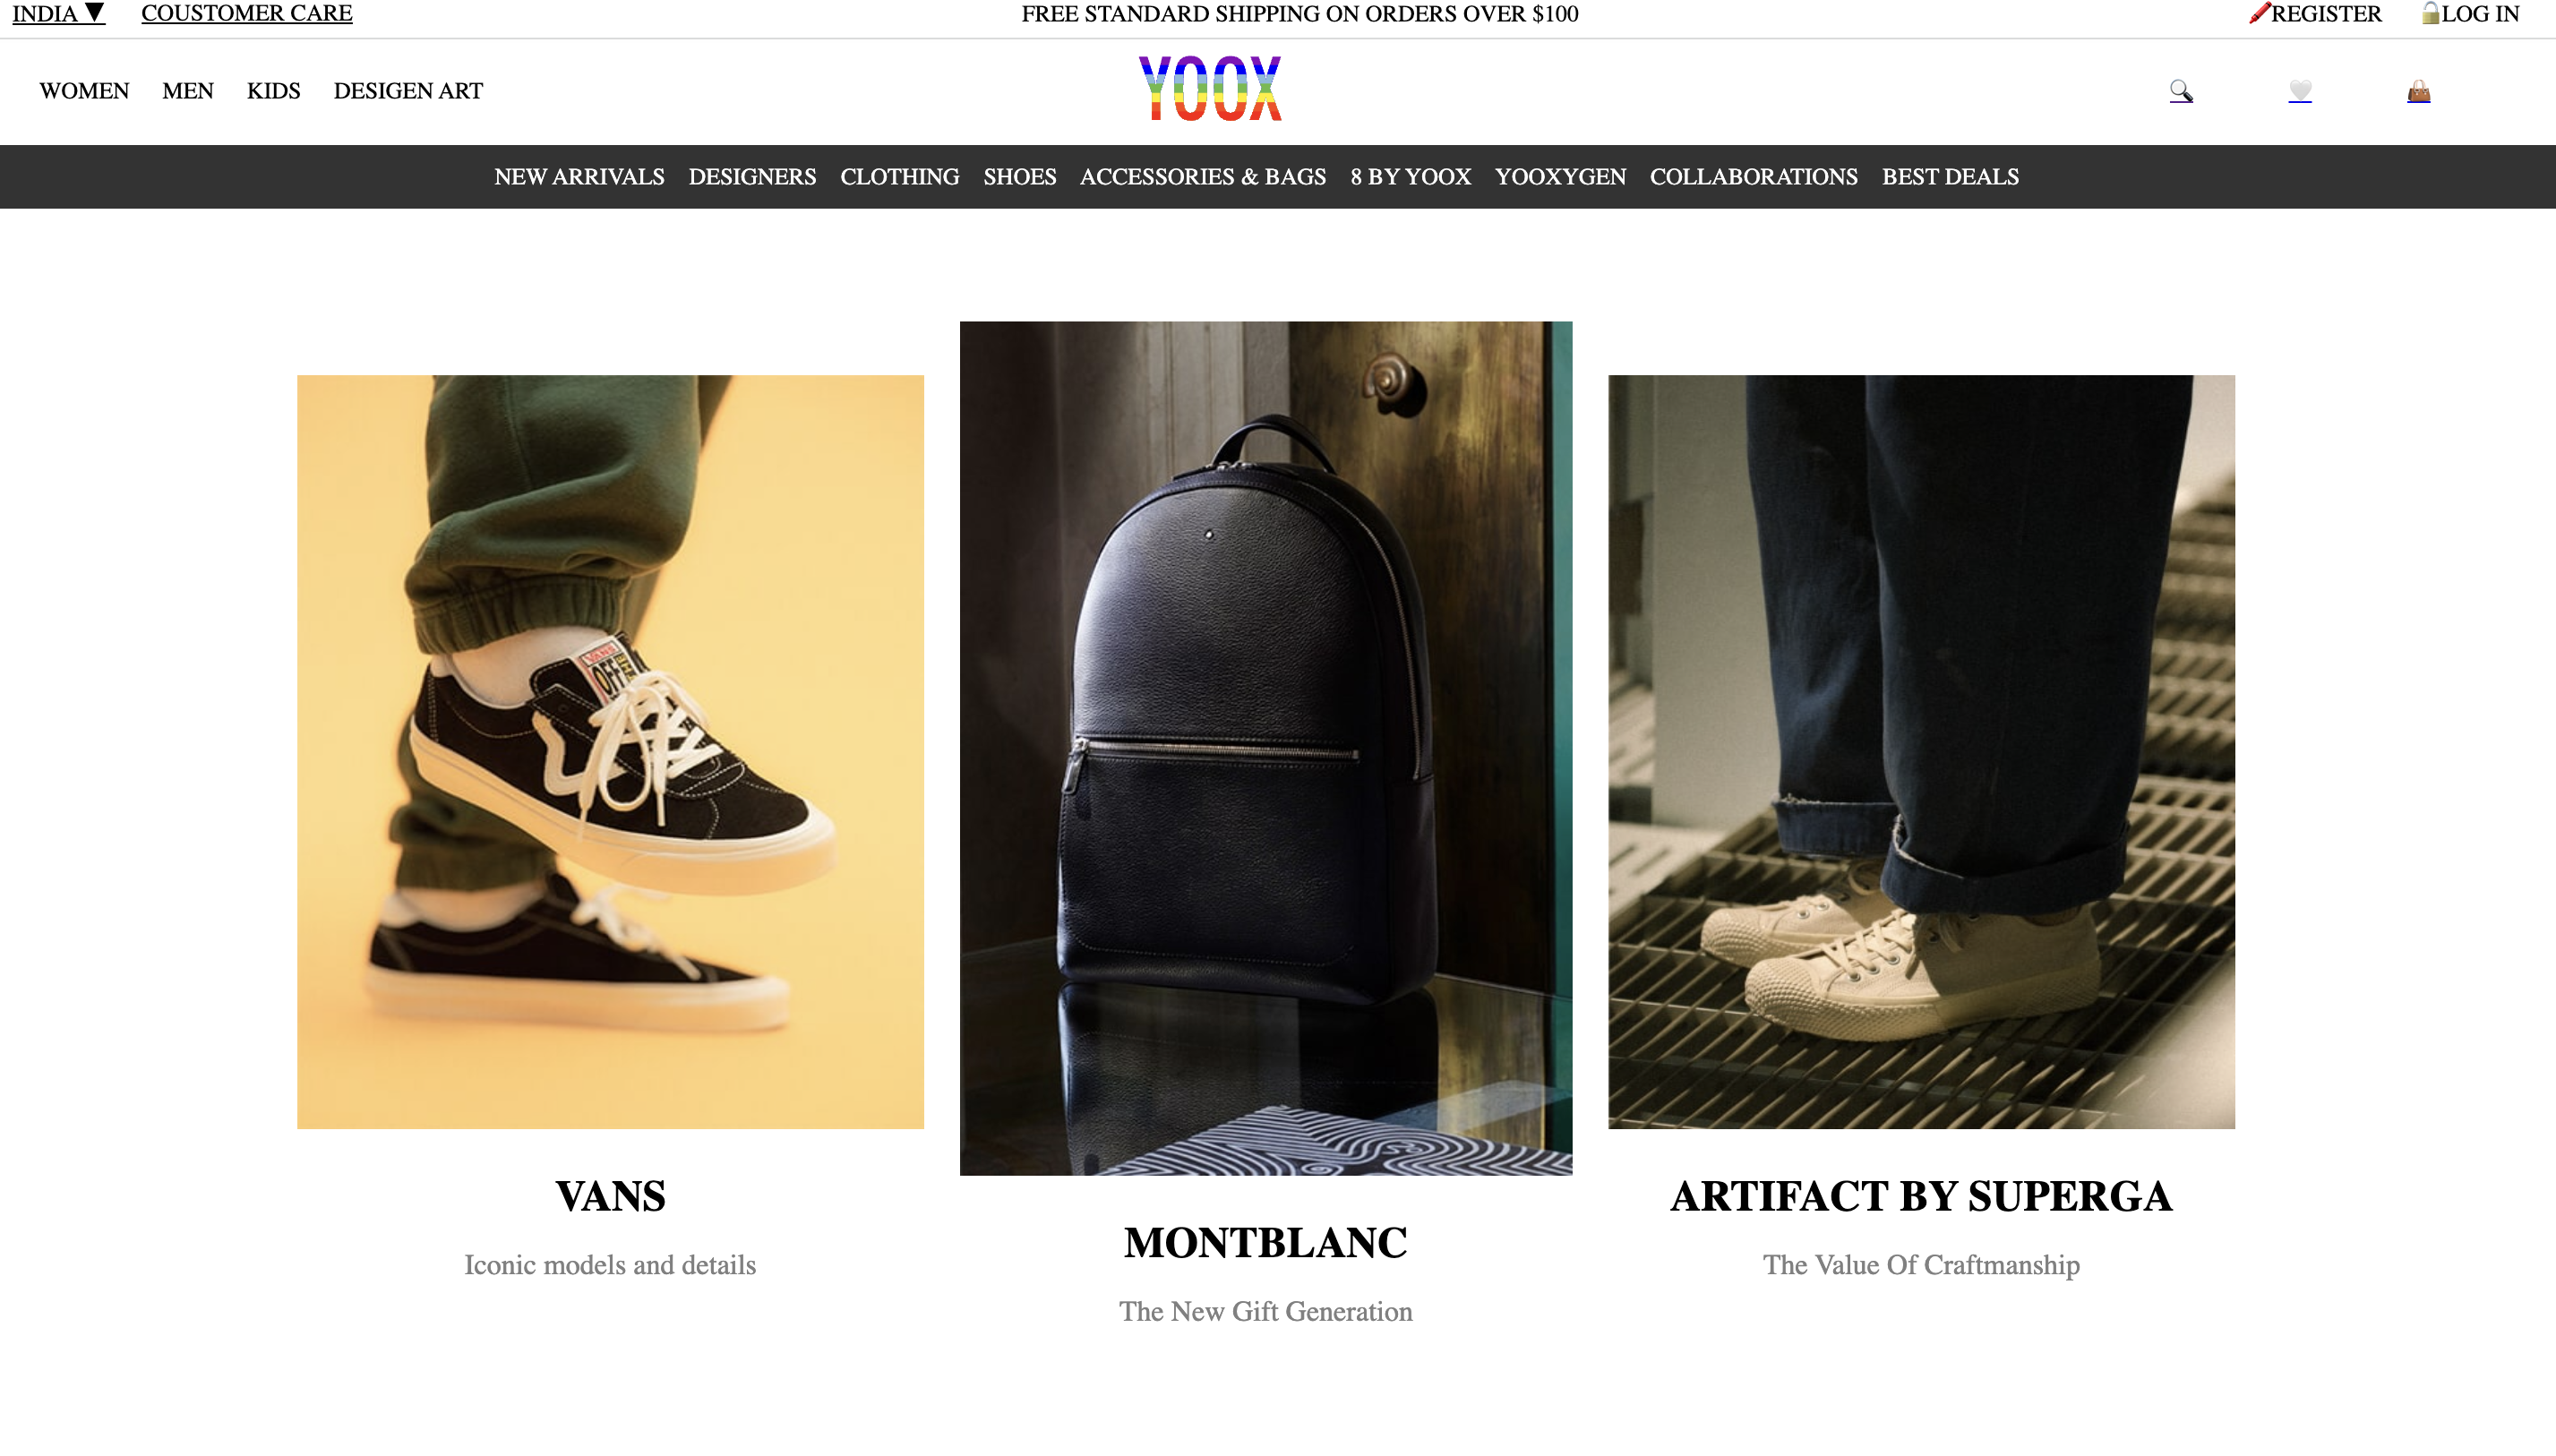 INDIA ▼ COUSTOMER CARE FREE STANDARD SHIPPING ON ORDERS OVER $100 REGISTER LOG IN
WOMEN MEN KIDS DESIGEN ART YOOX
NEW ARRIVALS DESIGNERS CLOTHING SHOES ACCESSORIES & BAGS 8 BY YOOX YOOXYGEN COLLABORATIONS BEST DEALS
VANS
OFF
VANS
Iconic models and details
MONTBLANC
The New Gift Generation
ARTIFACT BY SUPERGA
The Value Of Craftmanship